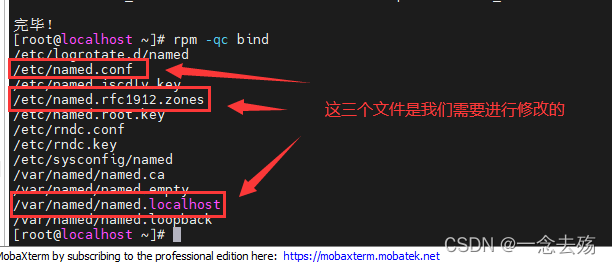 完毕！
[root@localhost ~]# rpm -qc bind
/etc/logrotate.d/named
/etc/named.conf
/etc/named.iscdlv.key
/etc/named.rfc1912.zones
这三个文件是我们需要进行修改的
/etc/named.root.key
/etc/rndc.conf
/etc/rndc.key
/etc/sysconfig/named
/var/named/named.ca
/var/named/named.empty
/var/named/named.localhost
/var/named/named.loopback
[root@localhost ~]#
CSDN @一念去殇
MobaXterm by subscribing to the professional edition here: https://mobaxterm.mobatek.net